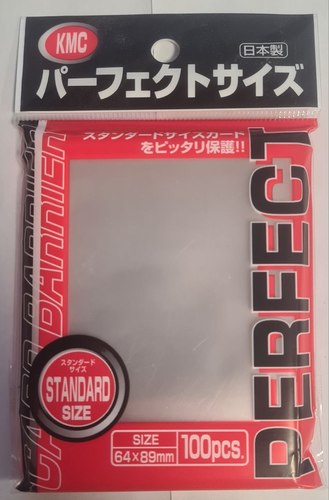 KMC
日本製
パーフェクトサイズ
スタンダードサイズカード
をピッタリ保護!!
CARD BARRIER
PERFECT
スタンダード
サイズ
STANDARD
SIZE
SIZE
64×89mm
100pcs.